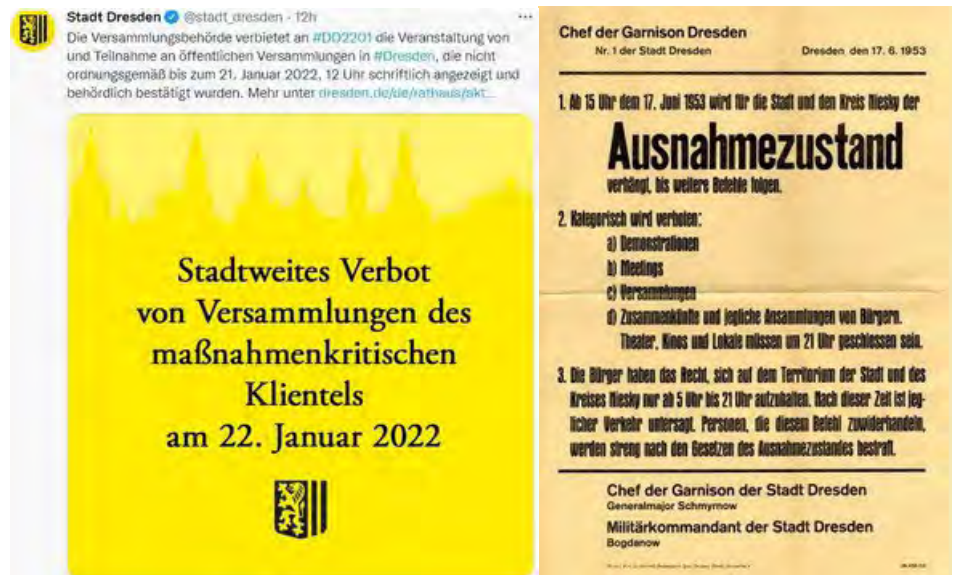 Stadt Dresden @stadt_dresden · 12h
Die Versammlungsbehörde verbietet an #DD2201 die Veranstaltung von
und Teilnahme an öffentlichen Versammlungen in #Dresden, die nicht
ordnungsgemäß bis zum 21. Januar 2022, 12 Uhr schriftlich angezeigt und
behördlich bestätigt wurden. Mehr unter dresden.de/de/rathaus/akt...
Stadtweites Verbot
von Versammlungen des
maßnahmenkritischen
Klientels
am 22. Januar 2022
Chef der Garnison Dresden
Nr. 1 der Stadt Dresden Dresden den 17. 6. 1953
1. Ab 15 Uhr dem 17. Juni 1953 wird für die Stadt und den Kreis Niesky der
Ausnahmezustand
verhängt, bis weitere Befehle folgen.
2. Kategorisch wird verboten:
a) Demonstrationen
b) Meetings
c) Versammlungen
d) Zusammenkünfte und jegliche Ansammlungen von Bürgern.
Theater, Kinos und Lokale müssen um 21 Uhr geschlossen sein.
3. Die Bürger haben das Recht, sich auf dem Territorium der Stadt und des
Kreises Niesky nur ab 5 Uhr bis 21 Uhr aufzuhalten. Nach dieser Zeit ist jeg-
licher Verkehr untersagt. Personen, die diesem Befehl zuwiderhandeln,
werden streng nach den Gesetzen des Ausnahmezustandes bestraft.
Chef der Garnison der Stadt Dresden
Generalmajor Schmyrnow
Militärkommandant der Stadt Dresden
Bogdanow